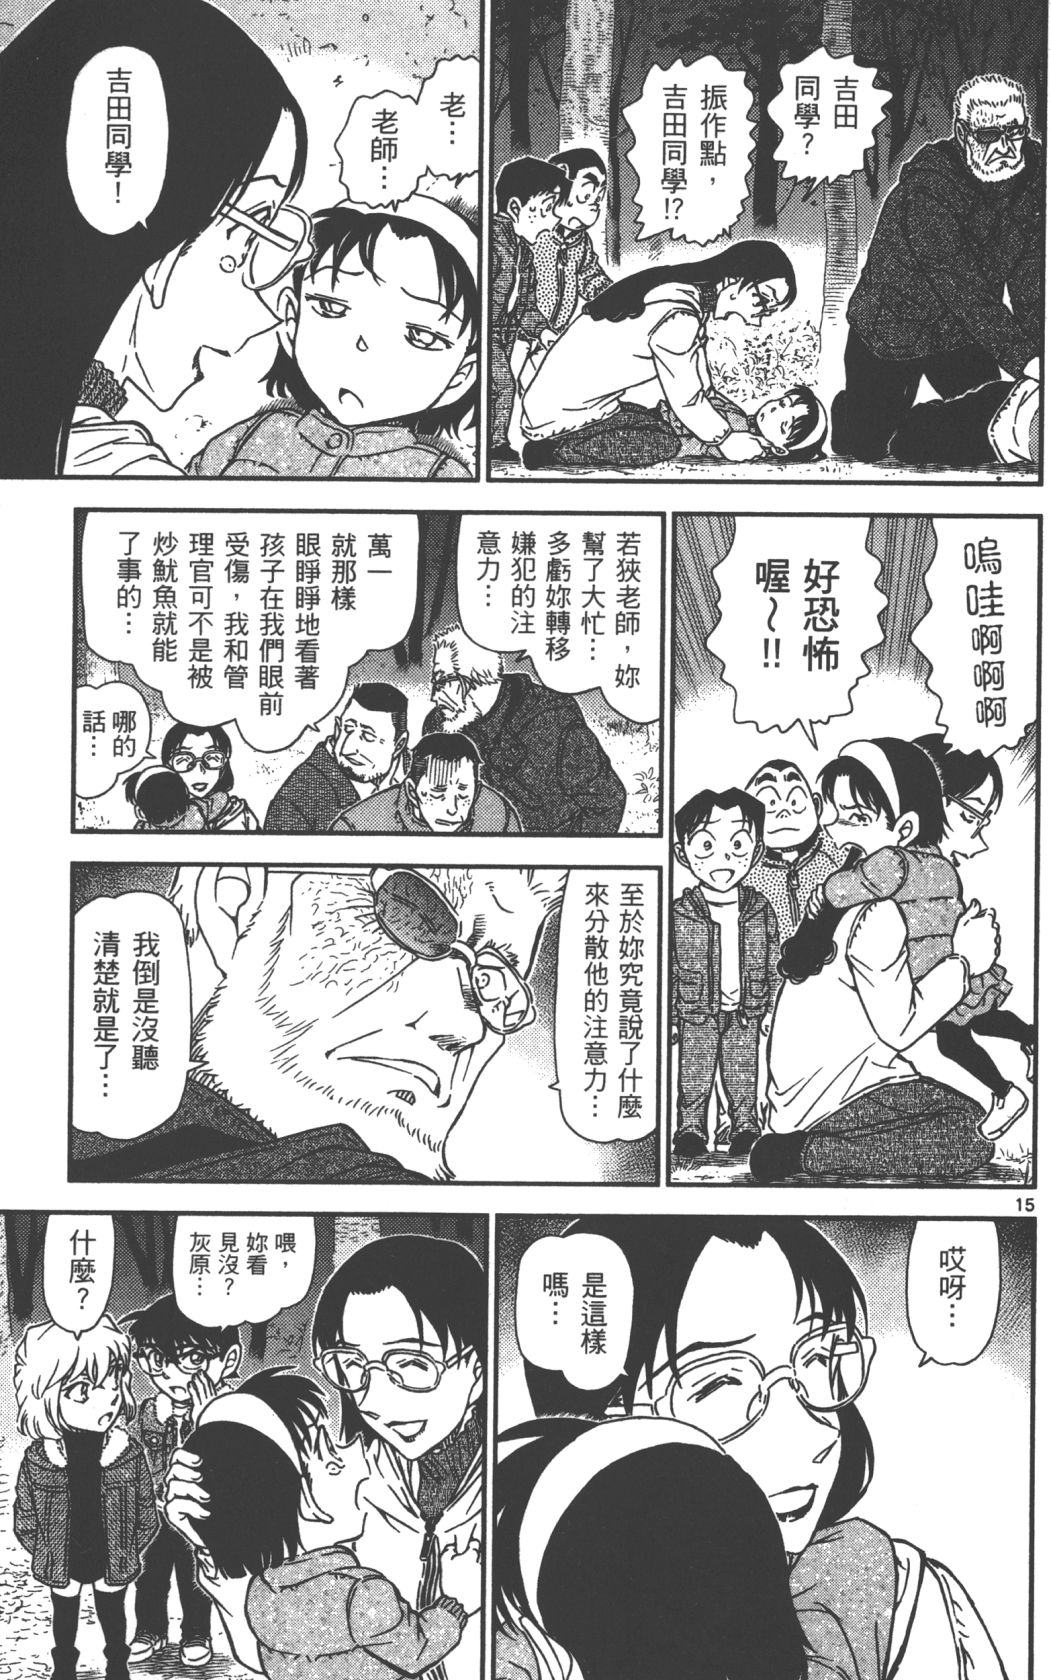 吉田
同學？
振作點，
吉田同學!?
老…
老師…
吉田同學！
嗚哇啊啊啊
好恐怖
喔～!!
若狹老師，妳
幫了大忙…
多虧妳轉移
嫌犯的注
意力…
萬一
就那樣
眼睜睜地看著
孩子在我們眼前
受傷，我和管
理官可不是被
炒魷魚就能
了事的…
哪的
話…
至於妳究竟說了什麼
來分散他的注意力…
我倒是沒聽
清楚就是了…
15
哎呀…
是這樣
嗎…
喂，
妳看
見沒？
灰原…
什麼？